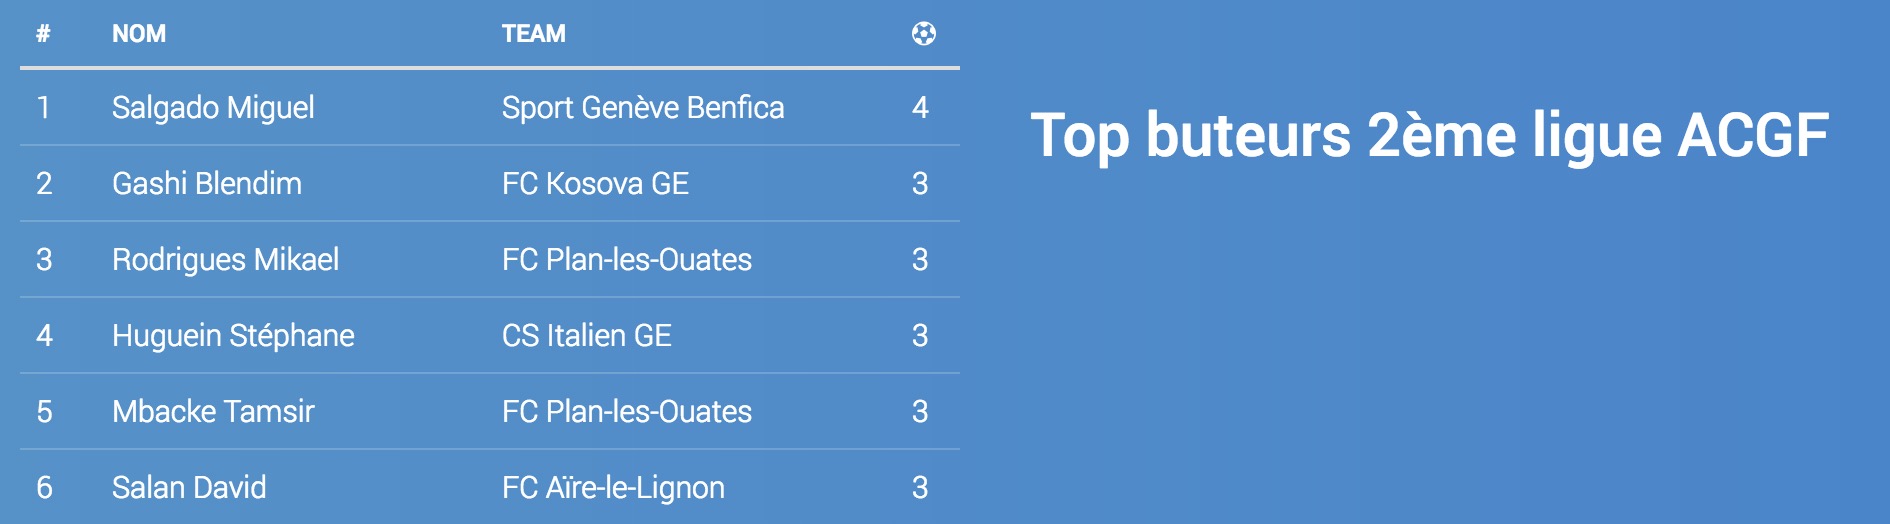 # NOM TEAM
1 Salgado Miguel Sport Genève Benfica 4
2 Gashi Blendim FC Kosova GE 3
3 Rodrigues Mikael FC Plan-les-Ouates 3
4 Huguein Stéphane CS Italien GE 3
5 Mbacke Tamsir FC Plan-les-Ouates 3
6 Salan David FC Aïre-le-Lignon 3
Top buteurs 2ème ligue ACGF